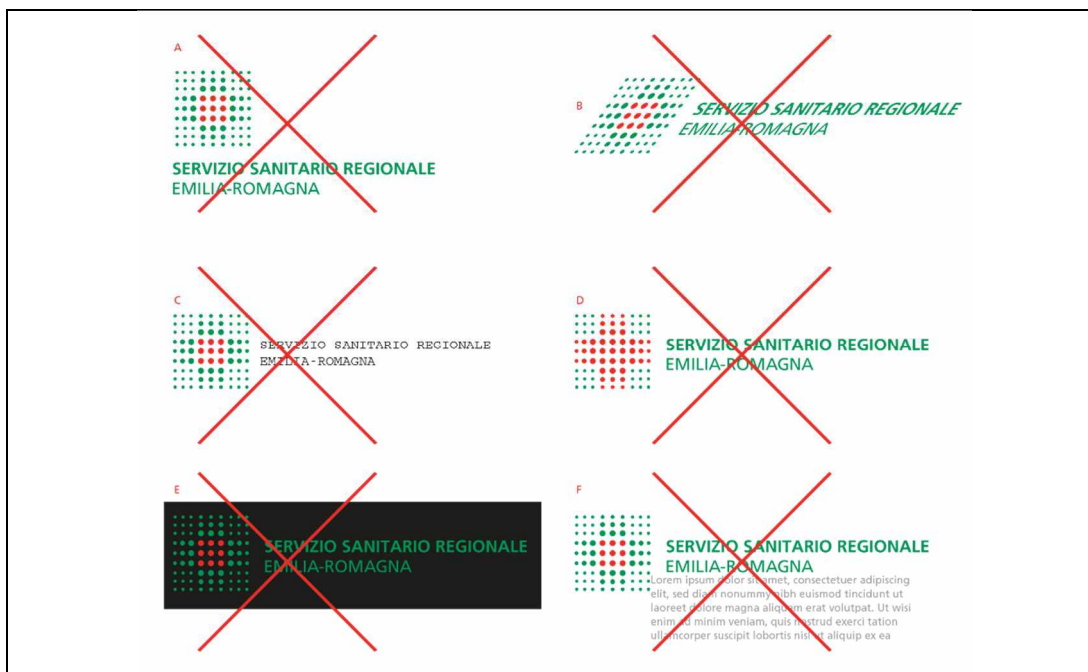 A
SERVIZIO SANITARIO REGIONALE
EMILIA-ROMAGNA
B
SERVIZIO SANITARIO REGIONALE
EMILIA-ROMAGNA
C
SERVIZIO SANITARIO REGIONALE
EMILIA-ROMAGNA
D
SERVIZIO SANITARIO REGIONALE
EMILIA-ROMAGNA
E
SERVIZIO SANITARIO REGIONALE
EMILIA-ROMAGNA
F
SERVIZIO SANITARIO REGIONALE
EMILIA-ROMAGNA
Lorem ipsum dolor sit amet, consectetuer adipiscing
elit, sed diam nonummy nibh euismod tincidunt ut
laoreet dolore magna aliquam erat volutpat. Ut wisi
enim ad minim veniam, quis nostrud exerci tation
ullamcorper suscipit lobortis nisl ut aliquip ex ea